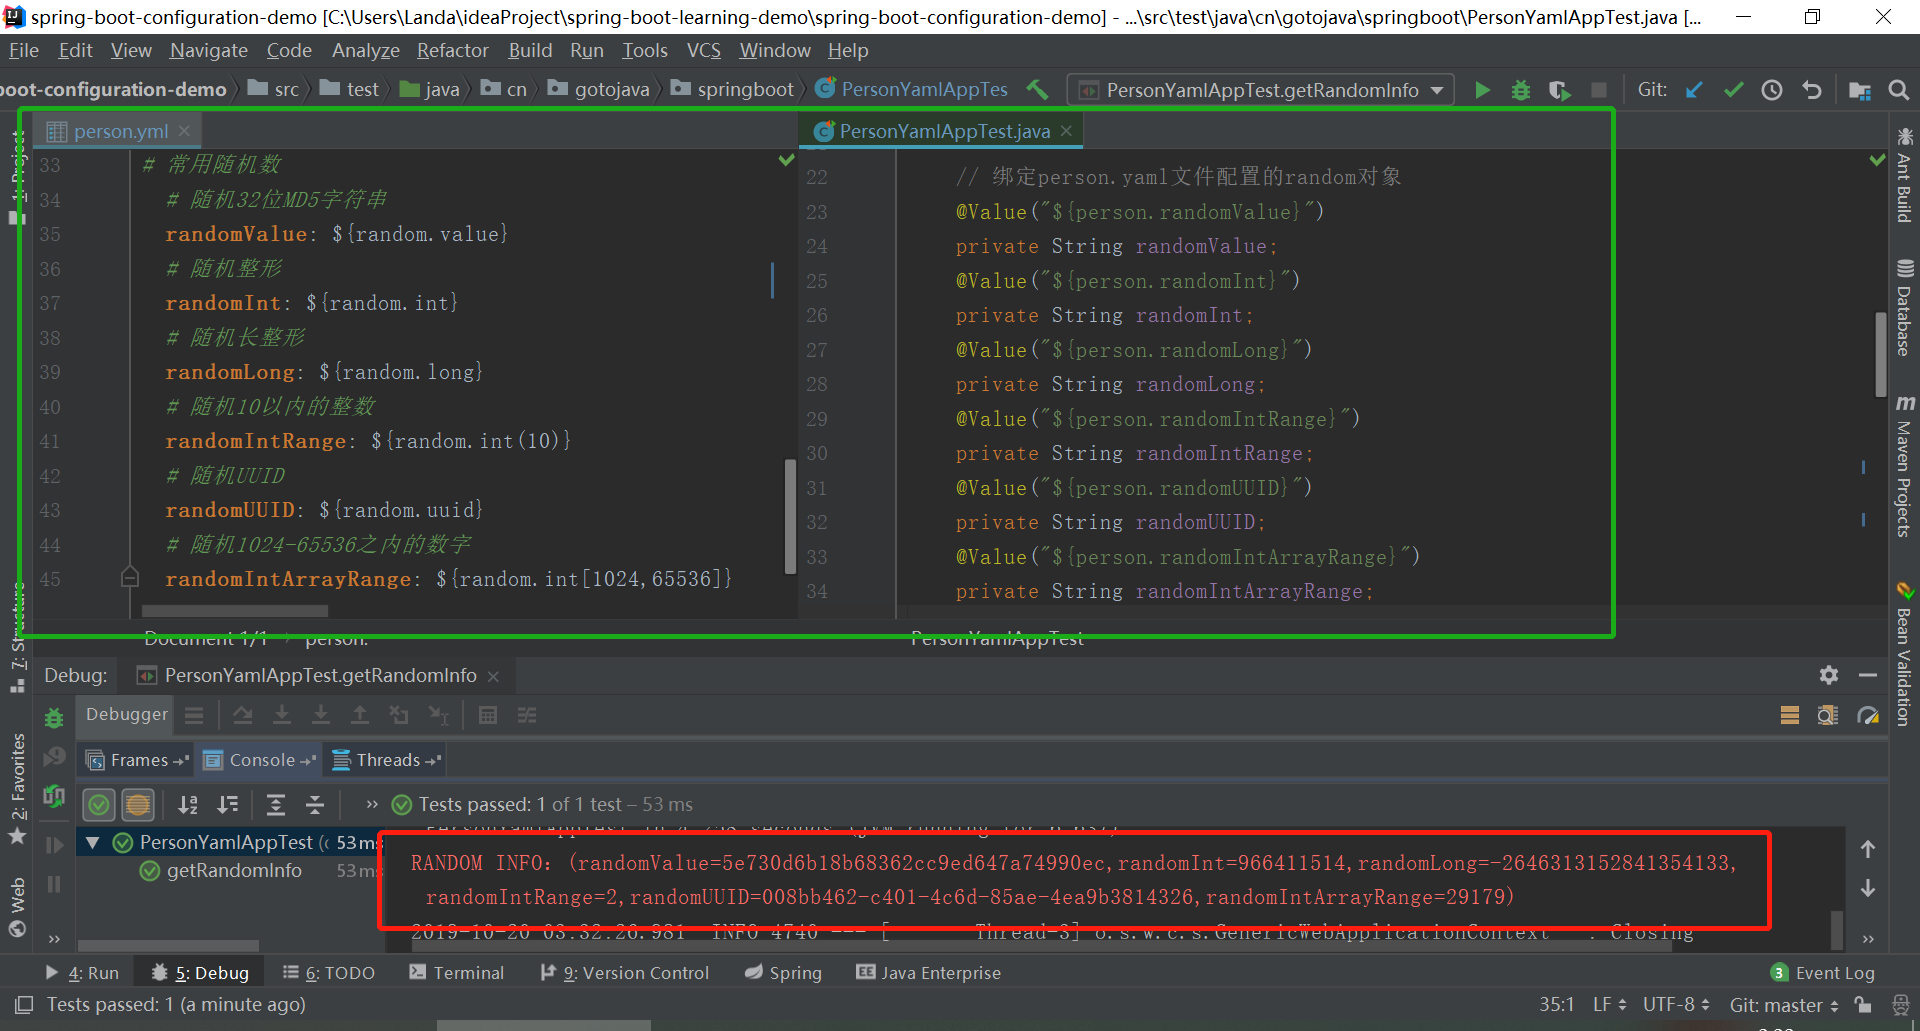 spring-boot-configuration-demo [C:\Users\Landa\ideaProject\spring-boot-learning-demo\spring-boot-configuration-demo] - ...\src\test\java\cn\gotojava\springboot\PersonYamlAppTest.java [...
File Edit View Navigate Code Analyze Refactor Build Run Tools VCS Window Help
boot-configuration-demo src test java cn gotojava springboot PersonYamlAppTes PersonYamlAppTest.getRandomInfo Git:
person.yml
33 # 常用随机数
34 # 随机32位MD5字符串
35 randomValue: ${random.value}
36 # 随机整形
37 randomInt: ${random.int}
38 # 随机长整形
39 randomLong: ${random.long}
40 # 随机10以内的整数
41 randomIntRange: ${random.int(10)}
42 # 随机UUID
43 randomUUID: ${random.uuid}
44 # 随机1024-65536之内的数字
45 randomIntArrayRange: ${random.int[1024,65536]}
Document 1/1 person:
PersonYamlAppTest.java
22 // 绑定person.yaml文件配置的random对象
23 @Value("${person.randomValue}")
24 private String randomValue;
25 @Value("${person.randomInt}")
26 private String randomInt;
27 @Value("${person.randomLong}")
28 private String randomLong;
29 @Value("${person.randomIntRange}")
30 private String randomIntRange;
31 @Value("${person.randomUUID}")
32 private String randomUUID;
33 @Value("${person.randomIntArrayRange}")
34 private String randomIntArrayRange;
PersonYamlAppTest
1: Project
7: Structure
2: Favorites
Web
Ant Build
Database
m Maven Projects
Bean Validation
Debug: PersonYamlAppTest.getRandomInfo
Debugger
Frames Console Threads
Tests passed: 1 of 1 test – 53 ms
PersonYamlAppTest 53 ms
getRandomInfo 53 ms
RANDOM INFO: (randomValue=5e730d6b18b68362cc9ed647a74990ec,randomInt=966411514,randomLong=-2646313152841354133,
randomIntRange=2,randomUUID=008bb462-c401-4c6d-85ae-4ea9b3814326,randomIntArrayRange=29179)
2019-10-20 03:32:26.981 INFO 4740 --- [ Thread-3] o.s.w.c.s.GenericWebApplicationContext : Closing
4: Run 5: Debug 6: TODO Terminal 9: Version Control Spring Java Enterprise 3 Event Log
Tests passed: 1 (a minute ago) 35:1 LF UTF-8 Git: master